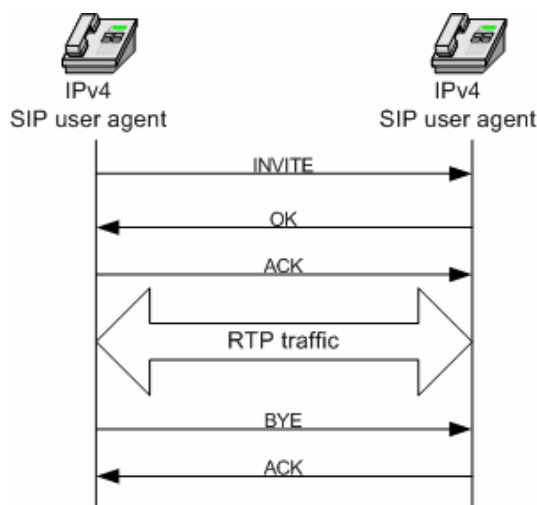 IPv4
SIP user agent
IPv4
SIP user agent
INVITE
OK
ACK
RTP traffic
BYE
ACK